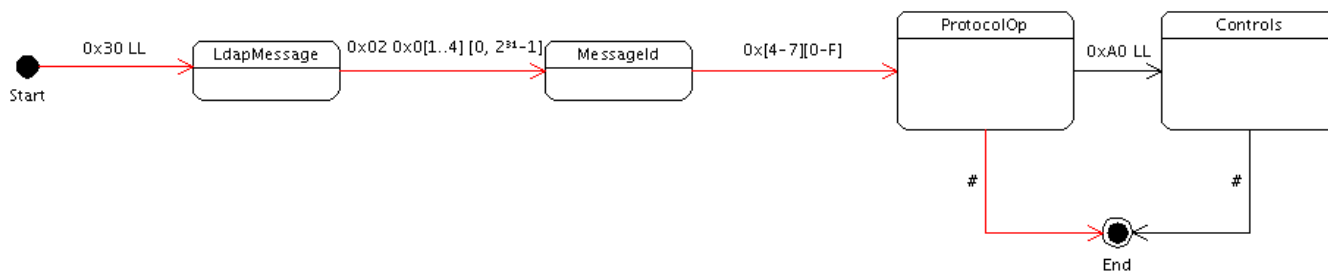 Start
0x30 LL
LdapMessage
0x02 0x0[1..4] [0, 2³¹-1]
MessageId
0x[4-7][0-F]
ProtocolOp
0xA0 LL
Controls
#
#
End